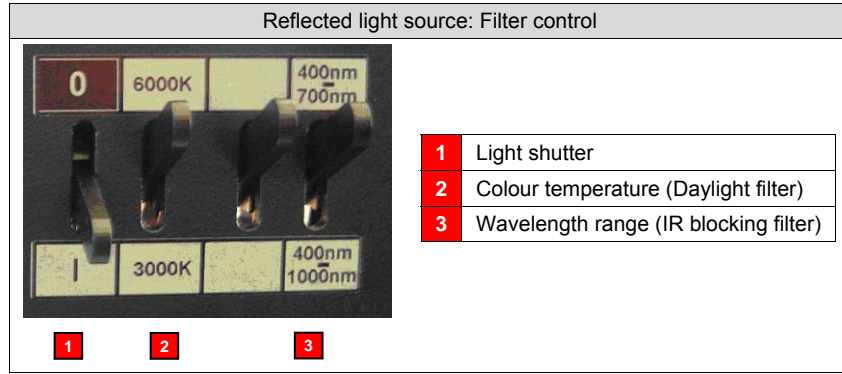 Reflected light source: Filter control
0
6000K
400nm
700nm
I
3000K
400nm
1000nm
1 Light shutter
2 Colour temperature (Daylight filter)
3 Wavelength range (IR blocking filter)
1 2 3